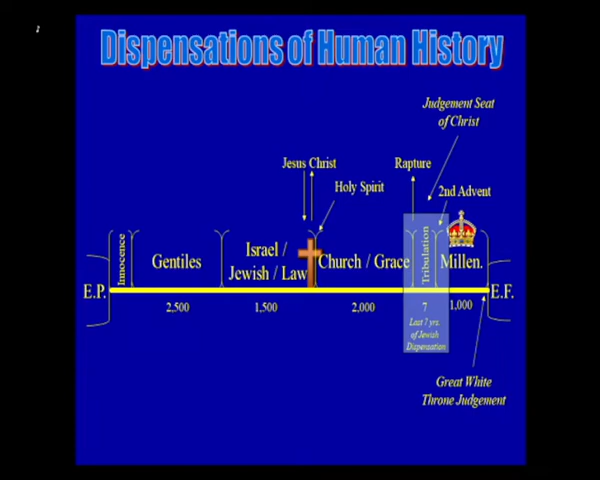 Dispensations of Human History
Judgement Seat
of Christ
Jesus Christ
Rapture
Holy Spirit
2nd Advent
Innocence
Gentiles
Israel /
Jewish / Law
Church / Grace
Tribulation
Millen.
E.P.
E.F.
2,500
1,500
2,000
7
1,000
Last 7 yrs.
of Jewish
Dispensation
Great White
Throne Judgement